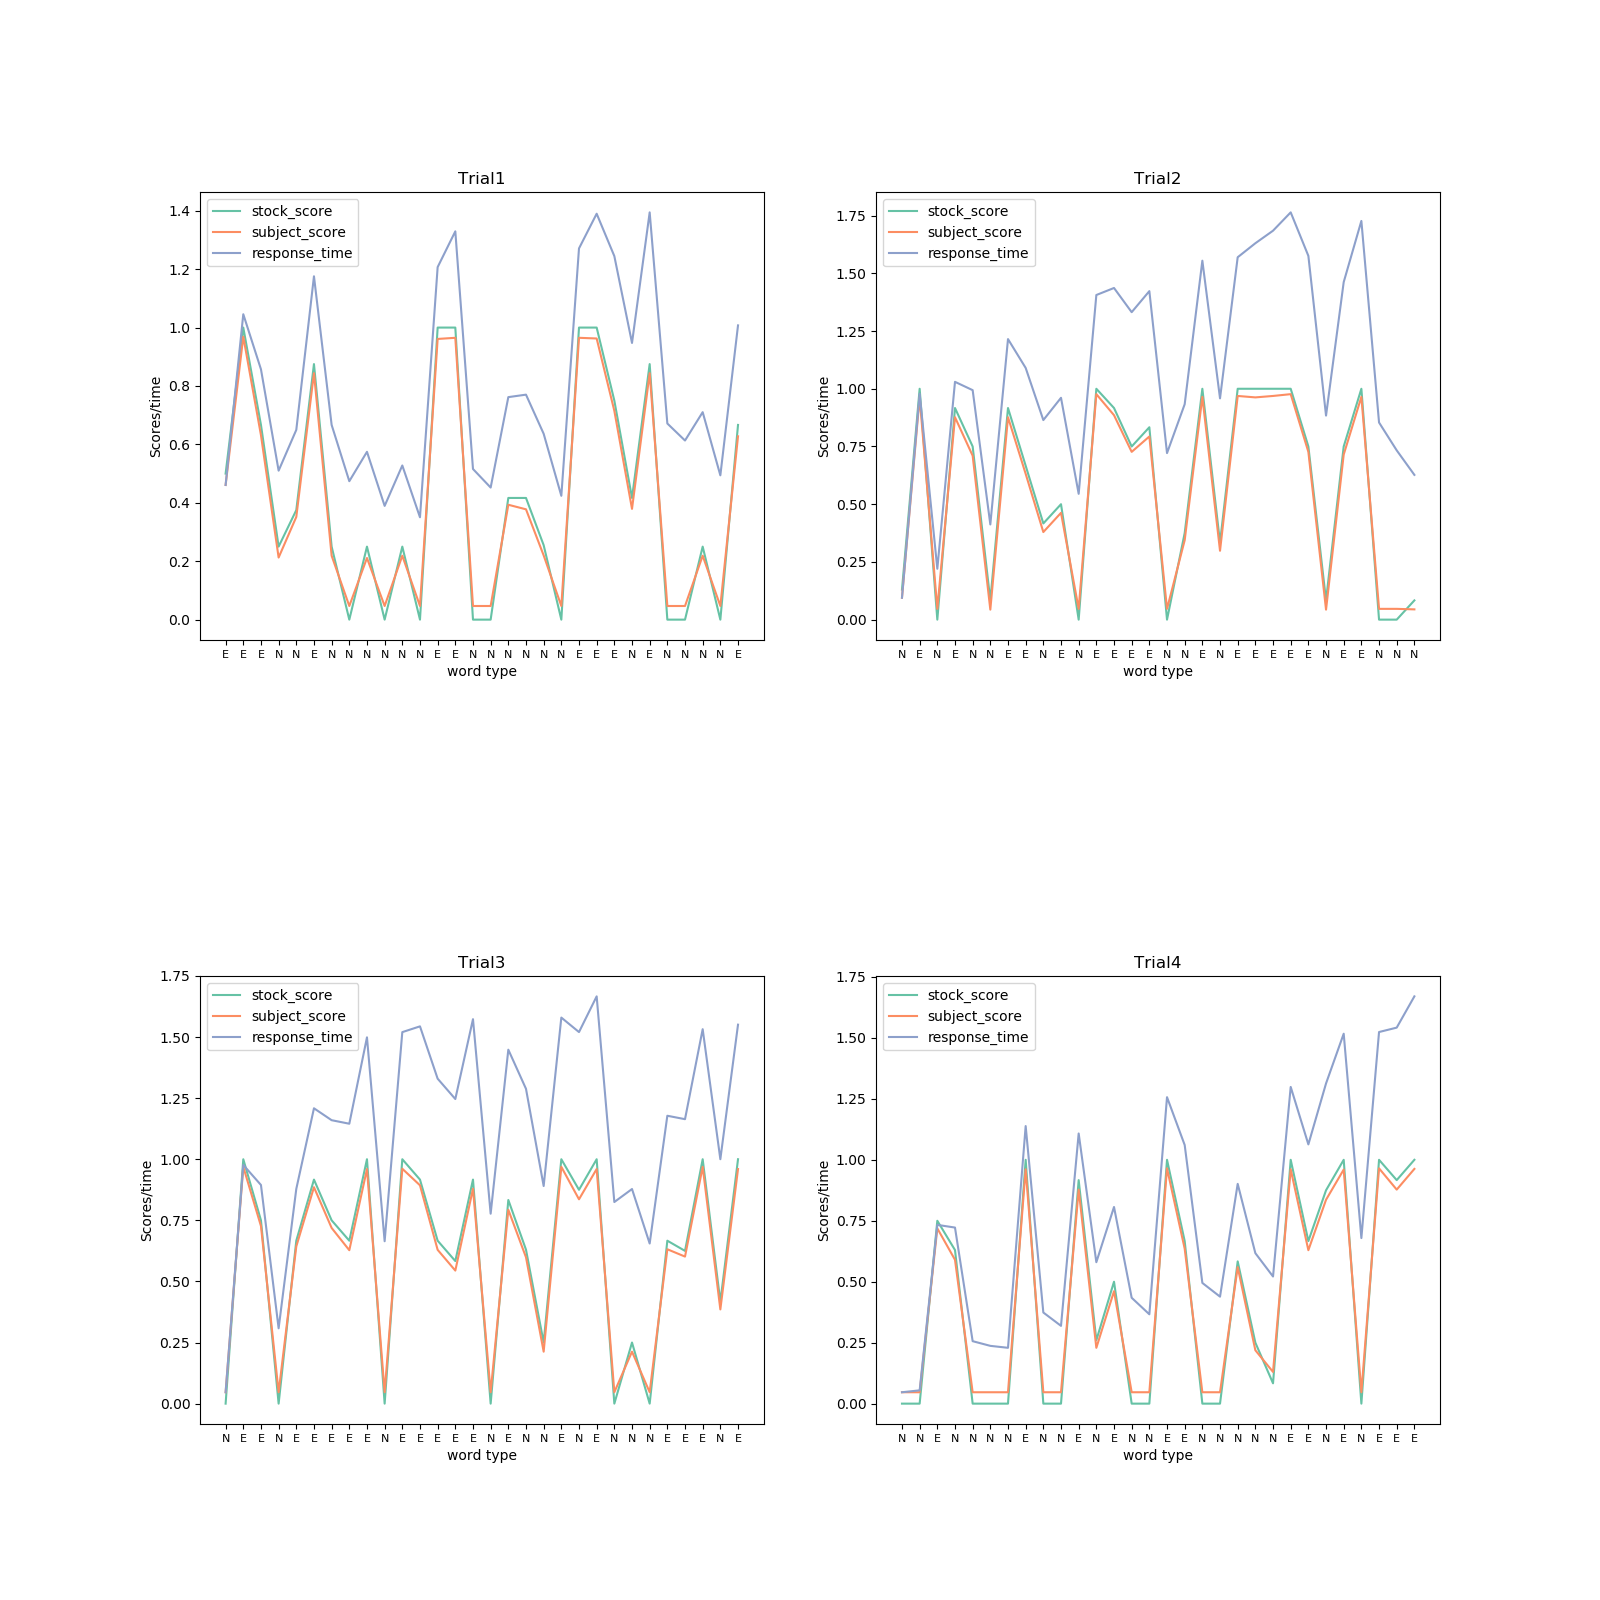 Trial1
stock_score
subject_score
response_time
1.4
1.2
1.0
0.8
0.6
0.4
0.2
0.0
Scores/time
E E E N N E N N N N N N E E N N N N N N E E E N E N N N N E
word type
Trial2
stock_score
subject_score
response_time
1.75
1.50
1.25
1.00
0.75
0.50
0.25
0.00
Scores/time
N E N E N N E E N E N E E E E N N E N E E E E E N E E N N N
word type
Trial3
stock_score
subject_score
response_time
1.75
1.50
1.25
1.00
0.75
0.50
0.25
0.00
Scores/time
N E E N E E E E E N E E E E E N E N N E N E N N N E E E N E
word type
Trial4
stock_score
subject_score
response_time
1.75
1.50
1.25
1.00
0.75
0.50
0.25
0.00
Scores/time
N N E N N N N E N N E N E N N E E N N N N N E E N E N E E E
word type